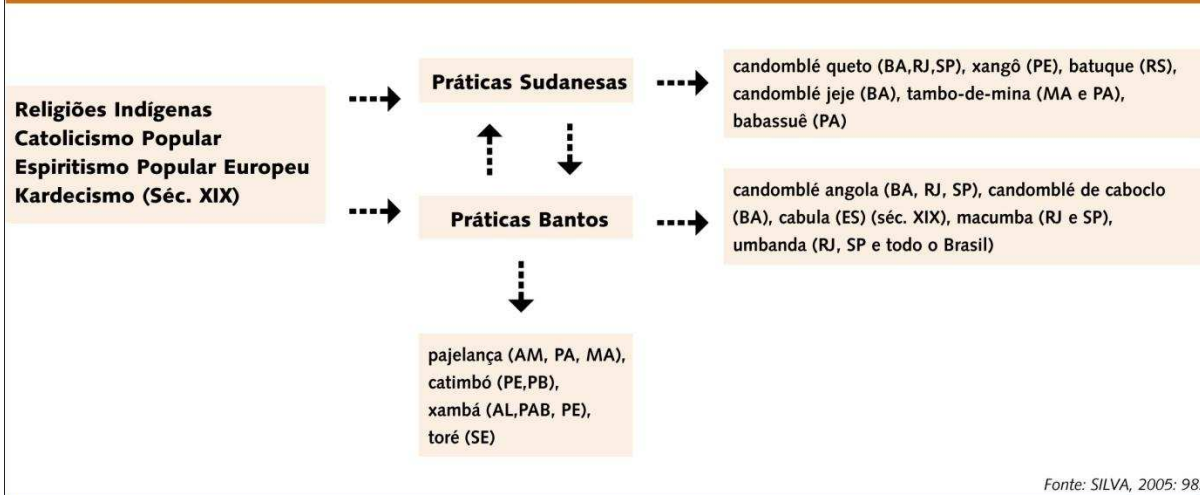 Religiões Indígenas
Catolicismo Popular
Espiritismo Popular Europeu
Kardecismo (Séc. XIX)
Práticas Sudanesas
candomblé queto (BA,RJ,SP), xangô (PE), batuque (RS),
candomblé jeje (BA), tambo-de-mina (MA e PA),
babassuê (PA)
Práticas Bantos
candomblé angola (BA, RJ, SP), candomblé de caboclo
(BA), cabula (ES) (séc. XIX), macumba (RJ e SP),
umbanda (RJ, SP e todo o Brasil)
pajelança (AM, PA, MA),
catimbó (PE,PB),
xambá (AL,PAB, PE),
toré (SE)
Fonte: SILVA, 2005: 98.